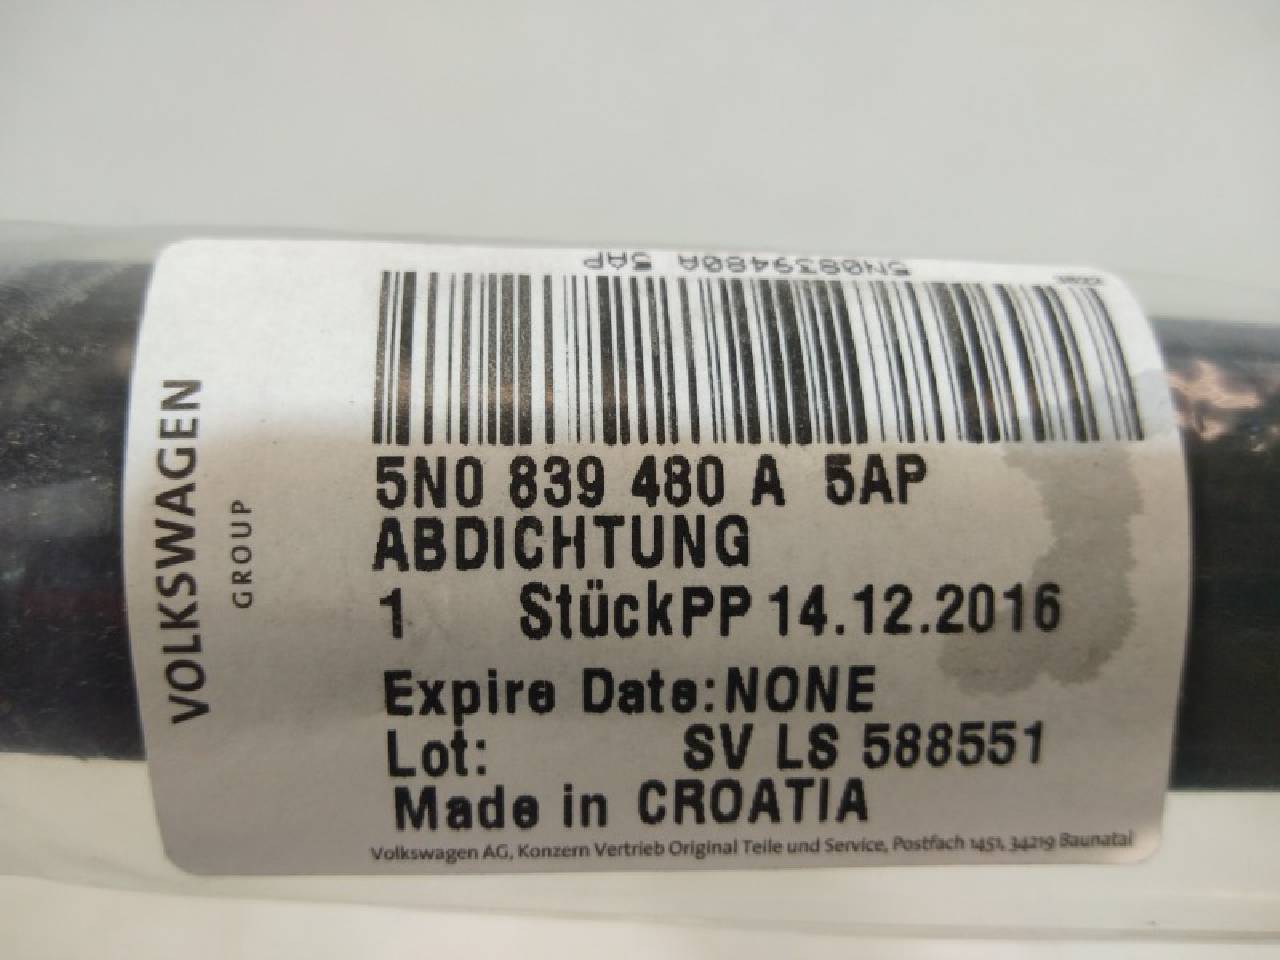 5N0839480A 5AP
VOLKSWAGEN
GROUP
5N0 839 480 A 5AP
ABDICHTUNG
1 StückPP 14.12.2016
Expire Date:NONE
Lot: SV LS 588551
Made in CROATIA
Volkswagen AG, Konzern Vertrieb Original Teile und Service, Postfach 1451, 34219 Baunatal